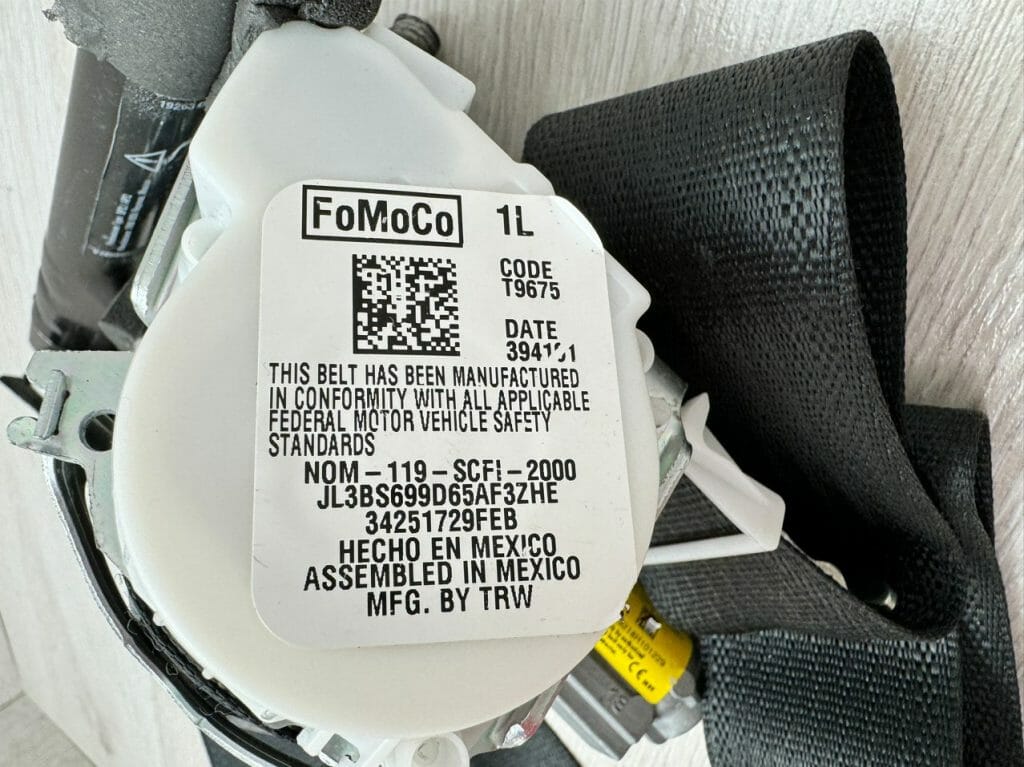 FoMoCo 1L
CODE
T9675
DATE
THIS BELT HAS BEEN MANUFACTURED
IN CONFORMITY WITH ALL APPLICABLE
FEDERAL MOTOR VEHICLE SAFETY
STANDARDS
NOM-119-SCFI-2000
JL3BS699D65AF3ZHE
34251729FEB
HECHO EN MEXICO
ASSEMBLED IN MEXICO
MFG. BY TRW
CE